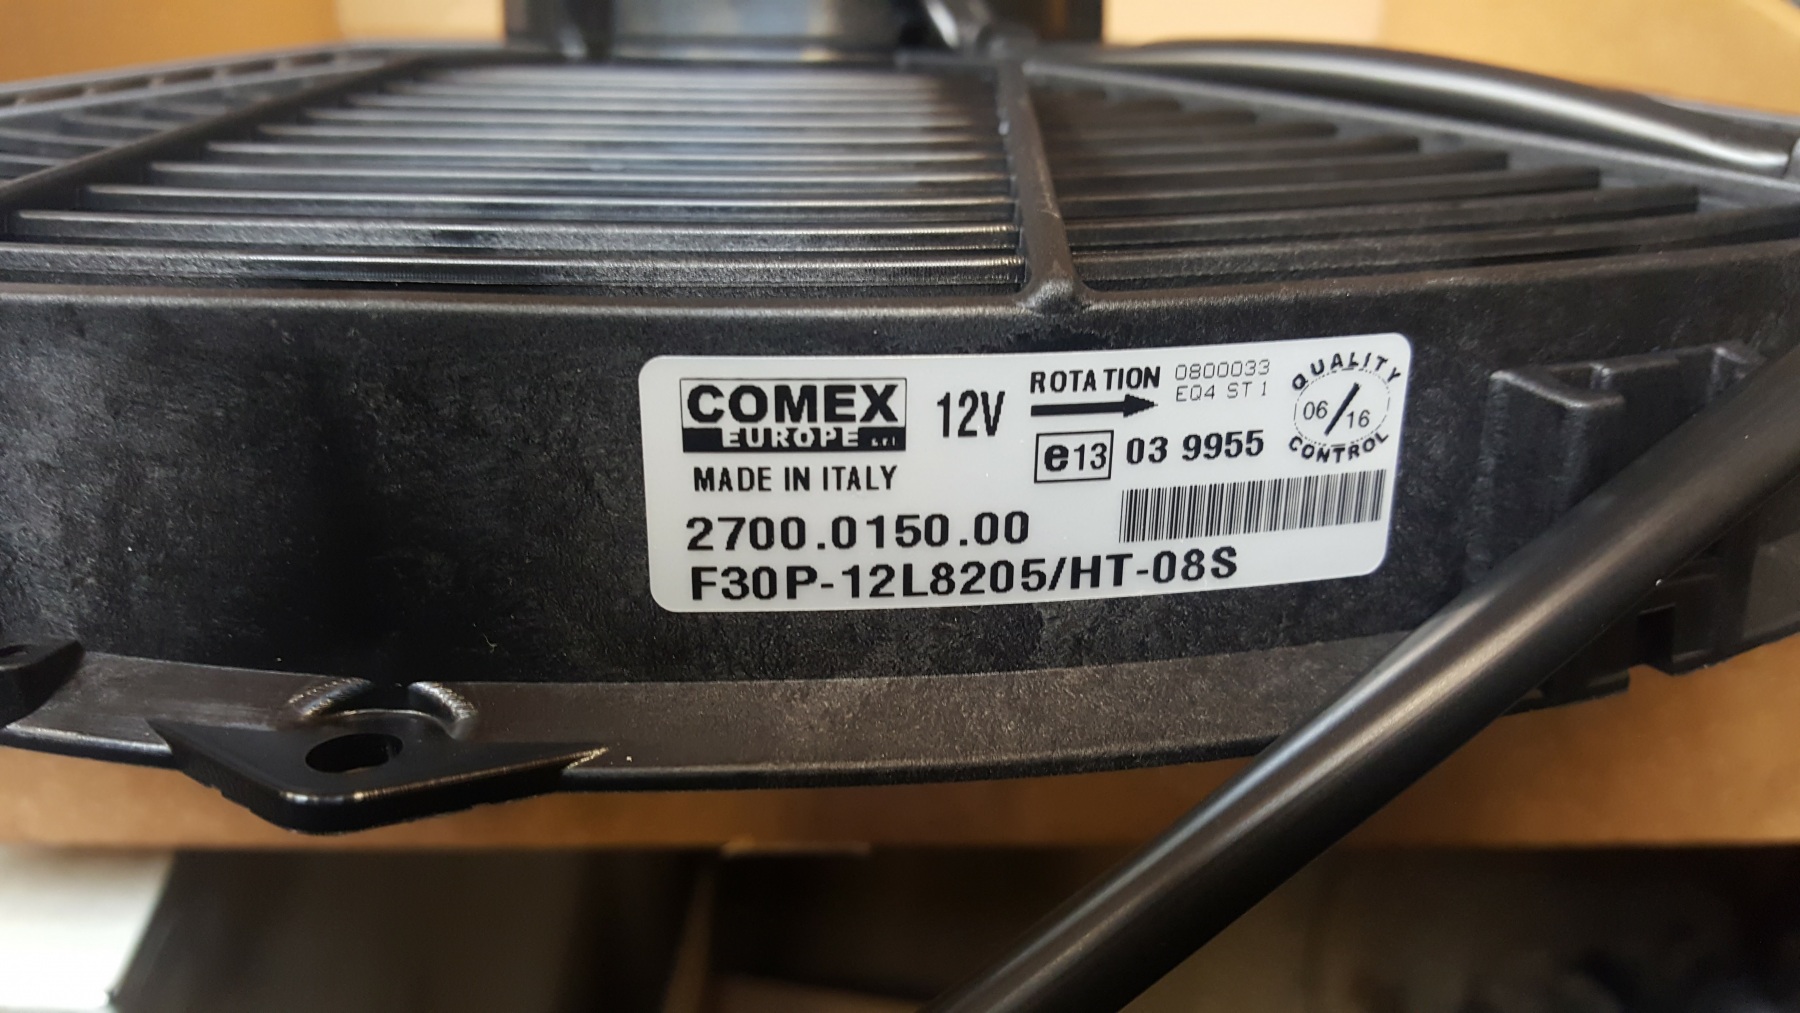 COMEX
EUROPE s.r.l
MADE IN ITALY
12V
ROTATION
0800033
EQ4 ST 1
e13 03 9955
QUALITY
06/16
CONTROL
2700.0150.00
F30P-12L8205/HT-08S